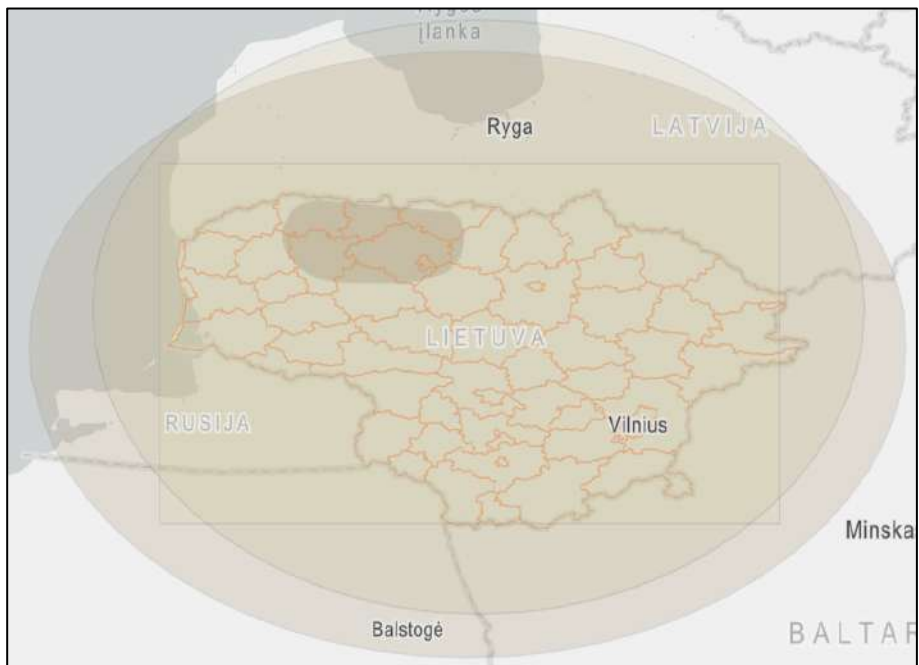 įlanka
Ryga
LATVIJA
LIETUVA
RUSIJA
Vilnius
Minska
Balstogė
BALTAR